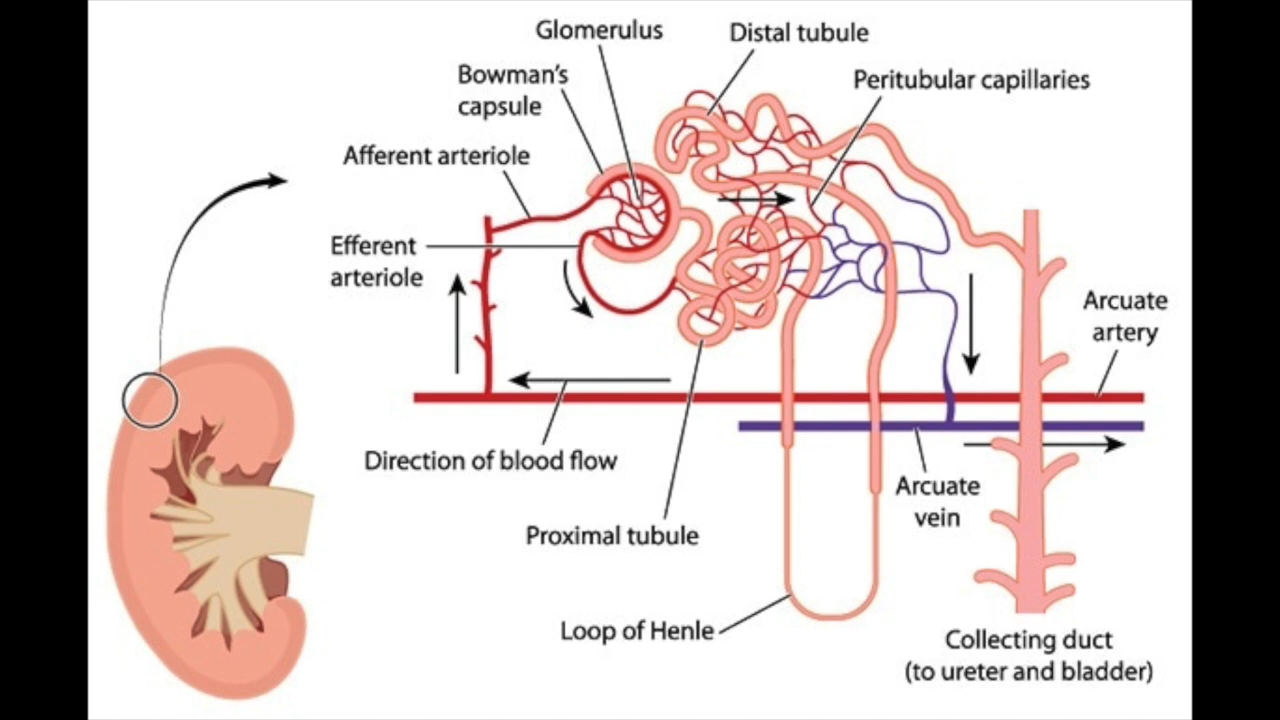 Glomerulus
Distal tubule
Bowman's
capsule
Peritubular capillaries
Afferent arteriole
Efferent
arteriole
Arcuate
artery
Direction of blood flow
Arcuate
vein
Proximal tubule
Loop of Henle
Collecting duct
(to ureter and bladder)